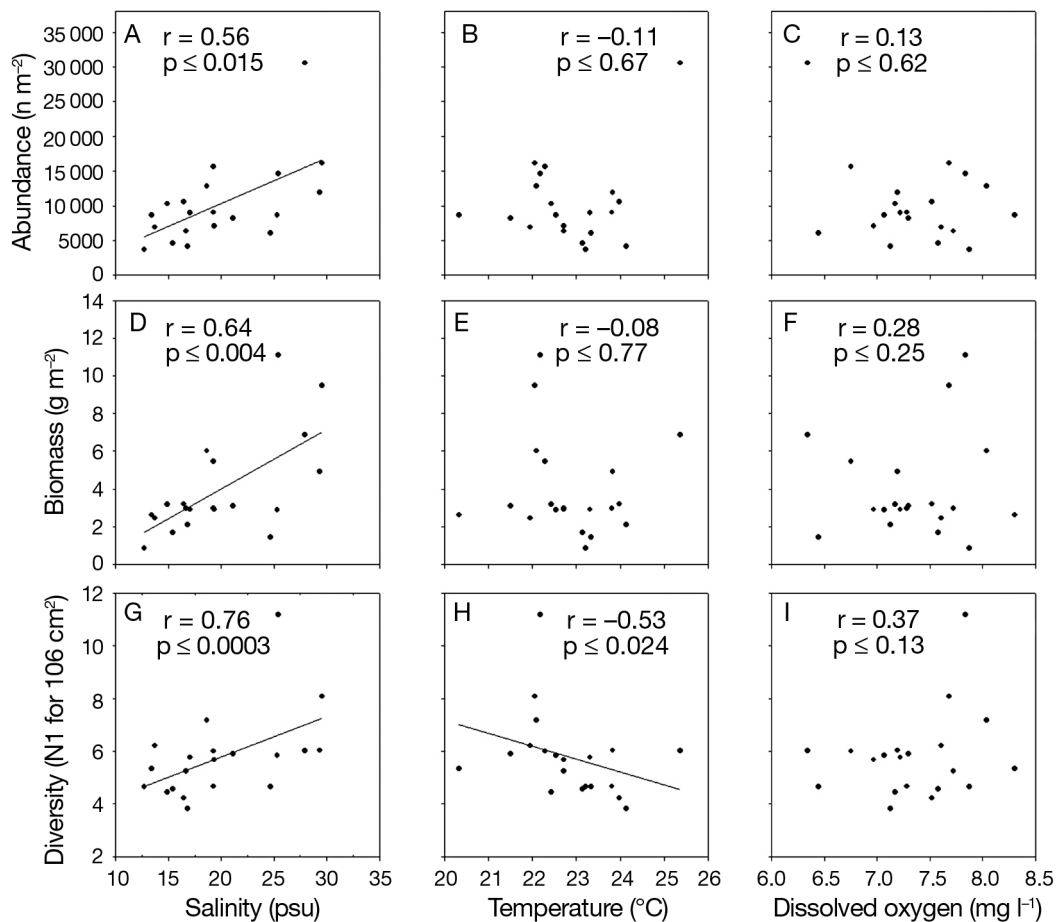 A r = 0.56
p ≤ 0.015
B r = –0.11
p ≤ 0.67
C r = 0.13
p ≤ 0.62
Abundance (n m⁻²)
35 000
30 000
25 000
20 000
15 000
10 000
5000
0
D r = 0.64
p ≤ 0.004
E r = –0.08
p ≤ 0.77
F r = 0.28
p ≤ 0.25
Biomass (g m⁻²)
14
12
10
8
6
4
2
0
G r = 0.76
p ≤ 0.0003
H r = –0.53
p ≤ 0.024
I r = 0.37
p ≤ 0.13
Diversity (N1 for 106 cm²)
12
10
8
6
4
2
10 15 20 25 30 35
20 21 22 23 24 25 26
6.0 6.5 7.0 7.5 8.0 8.5
Salinity (psu)
Temperature (°C)
Dissolved oxygen (mg l⁻¹)